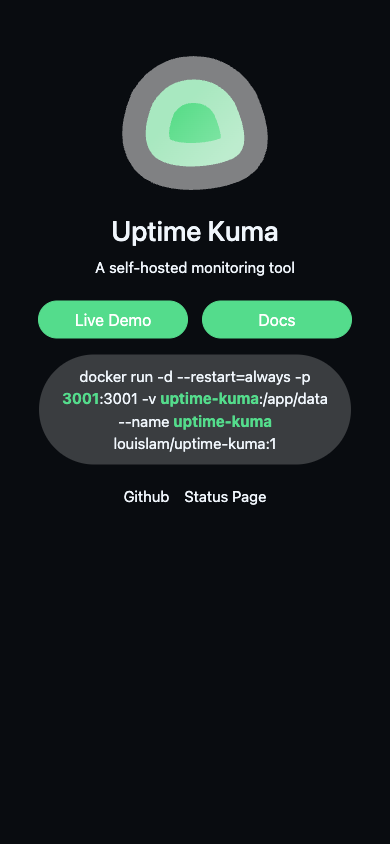 Uptime Kuma
A self-hosted monitoring tool
Live Demo Docs
docker run -d --restart=always -p
3001:3001 -v uptime-kuma:/app/data
--name uptime-kuma
louislam/uptime-kuma:1
Github Status Page